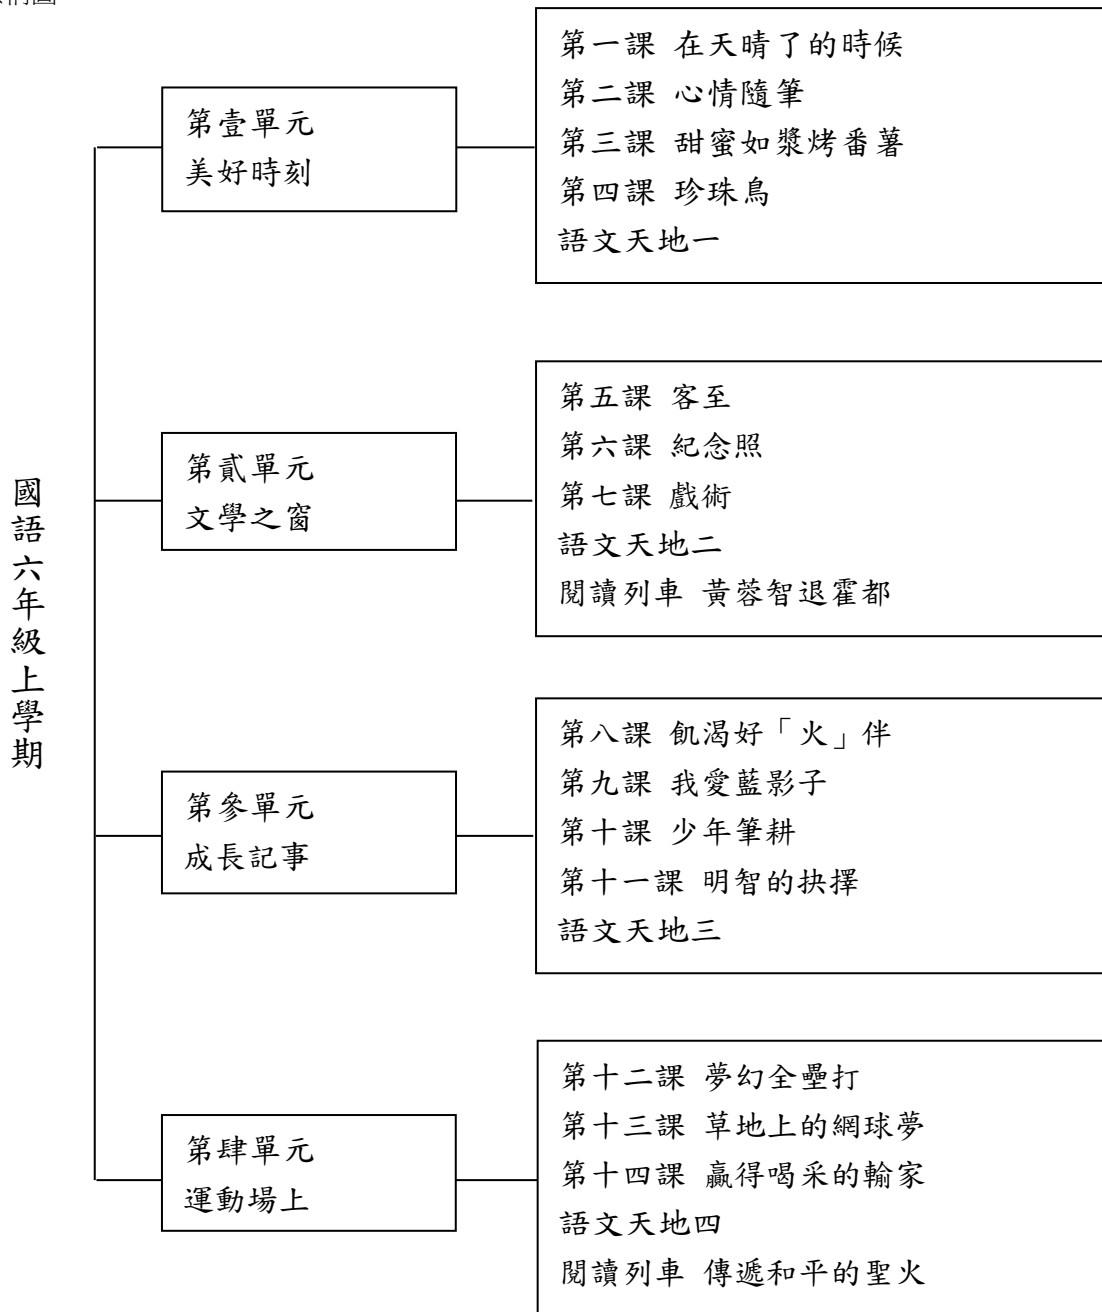 國語六年級上學期
第壹單元
美好時刻
第一課 在天晴了的時候
第二課 心情隨筆
第三課 甜蜜如漿烤番薯
第四課 珍珠鳥
語文天地一
第貳單元
文學之窗
第五課 客至
第六課 紀念照
第七課 戲術
語文天地二
閱讀列車 黃蓉智退霍都
第參單元
成長記事
第八課 飢渴好「火」伴
第九課 我愛藍影子
第十課 少年筆耕
第十一課 明智的抉擇
語文天地三
第肆單元
運動場上
第十二課 夢幻全壘打
第十三課 草地上的網球夢
第十四課 贏得喝采的輸家
語文天地四
閱讀列車 傳遞和平的聖火